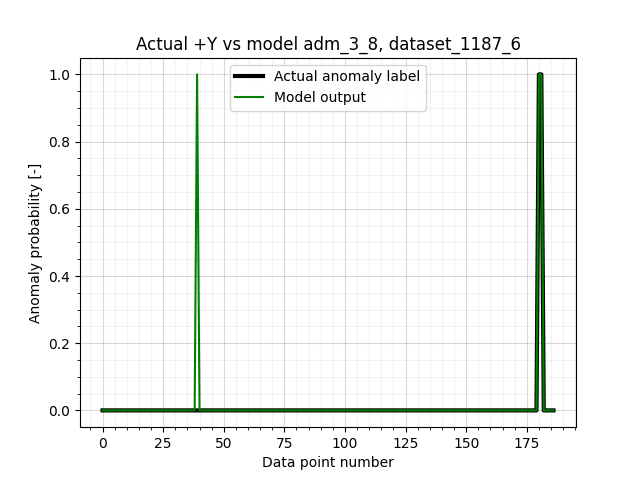 Actual +Y vs model adm_3_8, dataset_1187_6
Actual anomaly label
Model output
1.0
0.8
0.6
0.4
0.2
0.0
Anomaly probability [-]
0 25 50 75 100 125 150 175
Data point number